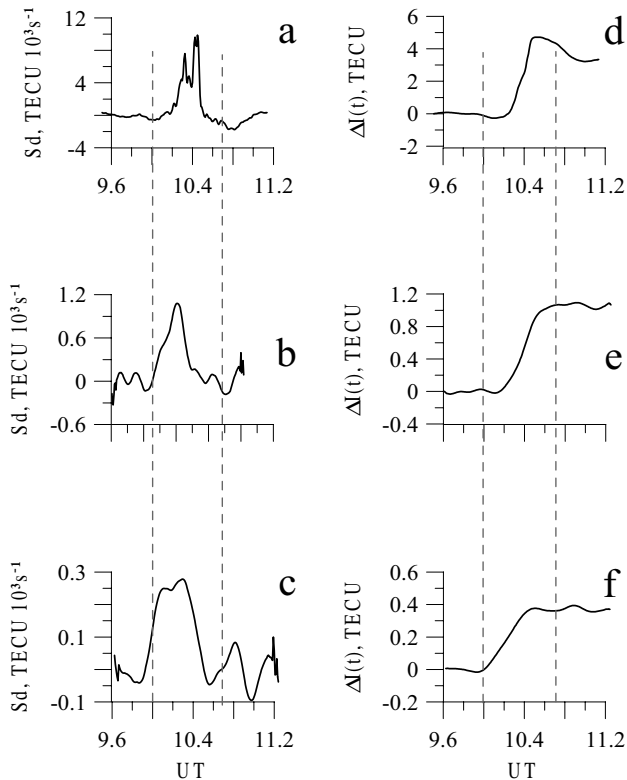 a
Sd, TECU 10³s⁻¹
12
8
4
0
-4
9.6 10.4 11.2
d
ΔI(t), TECU
6
4
2
0
-2
9.6 10.4 11.2
b
Sd, TECU 10³s⁻¹
1.2
0.6
0
-0.6
e
ΔI(t), TECU
1.2
0.8
0.4
0
-0.4
c
Sd, TECU 10³s⁻¹
0.3
0.1
-0.1
9.6 10.4 11.2
UT
f
ΔI(t), TECU
0.6
0.4
0.2
0
-0.2
9.6 10.4 11.2
UT